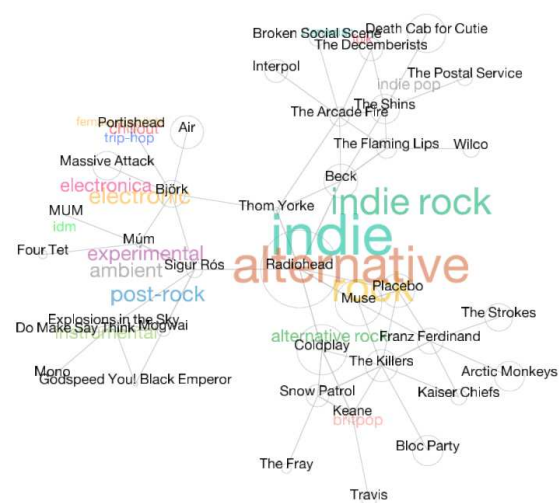 Death Cab for Cutie
Broken Social Scene
folk
The Decemberists
Interpol
The Postal Service
indie pop
The Shins
The Arcade Fire
Portishead
chillout
trip-hop
Air
The Flaming Lips
Wilco
Massive Attack
Beck
electronica
Björk
electronic
indie rock
MUM
Thom Yorke
idm
indie
Múm
Four Tet
experimental
alternative
ambient
Sigur Rós
Radiohead
rock
Placebo
post-rock
Muse
The Strokes
Explosions in the Sky
Do Make Say Think
Mogwai
instrumental
alternative rock
Franz Ferdinand
Coldplay
The Killers
Mono
Godspeed You! Black Emperor
Arctic Monkeys
Snow Patrol
Kaiser Chiefs
Keane
britpop
Bloc Party
The Fray
Travis